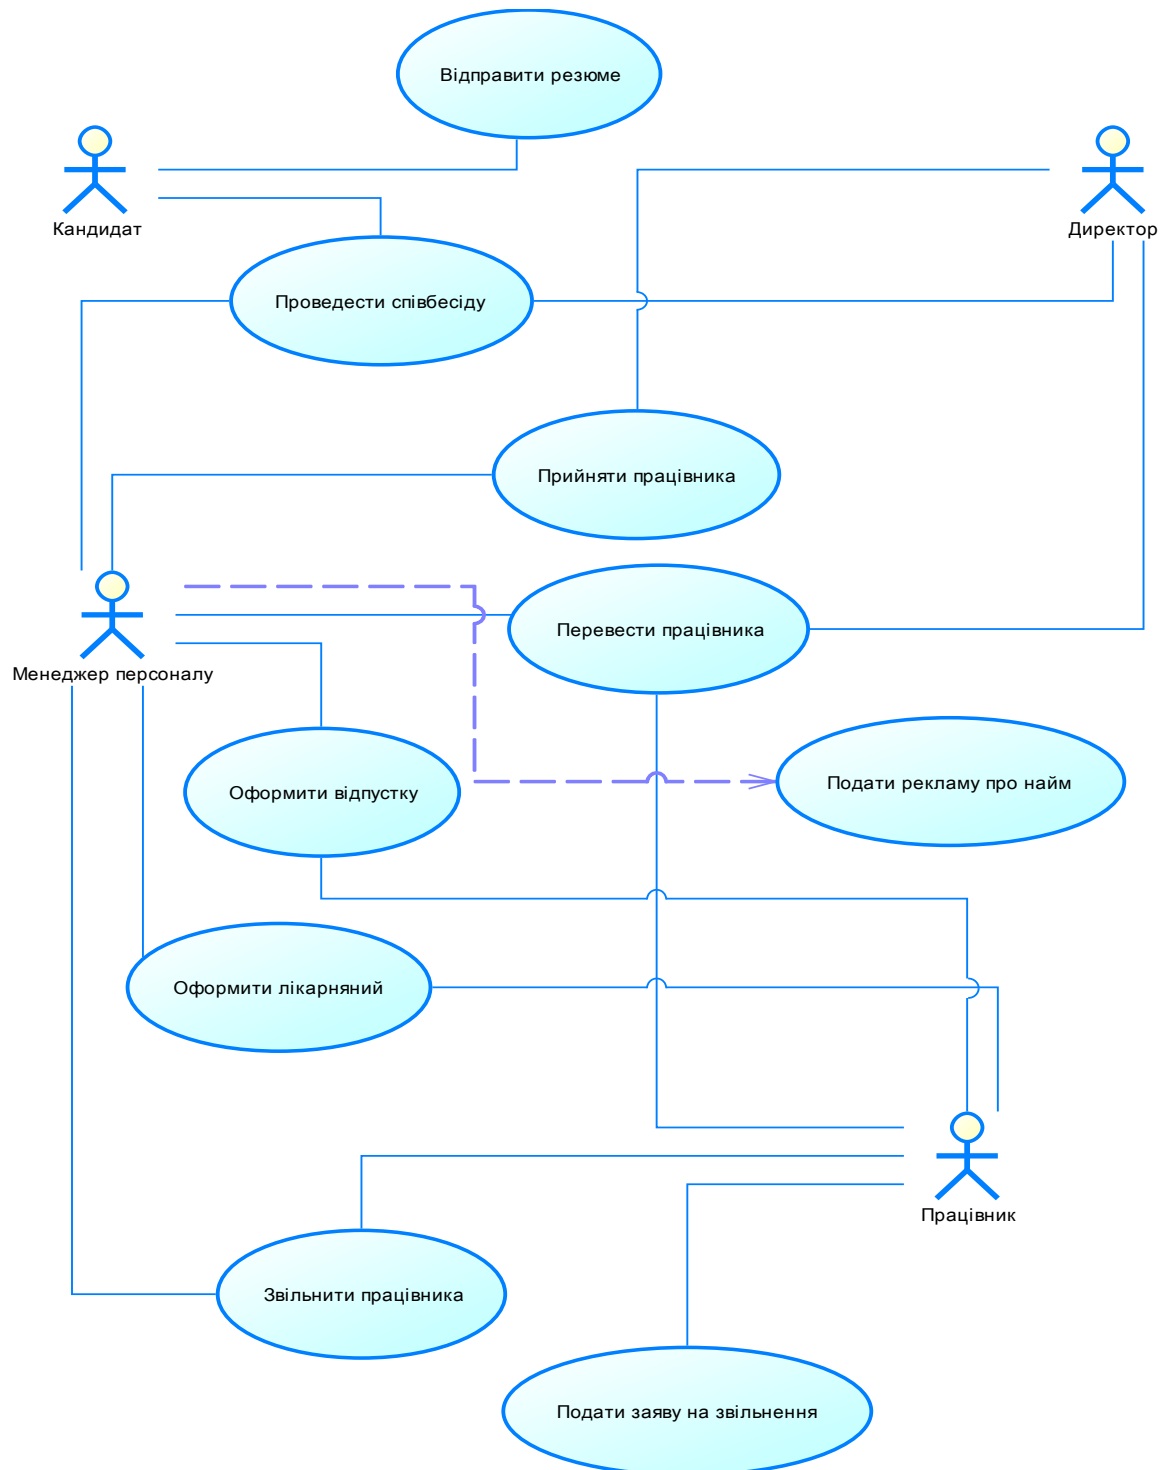 Відправити резюме
Кандидат
Директор
Проведести співбесіду
Прийняти працівника
Перевести працівника
Менеджер персоналу
Подати рекламу про найм
Оформити відпустку
Оформити лікарняний
Працівник
Звільнити працівника
Подати заяву на звільнення